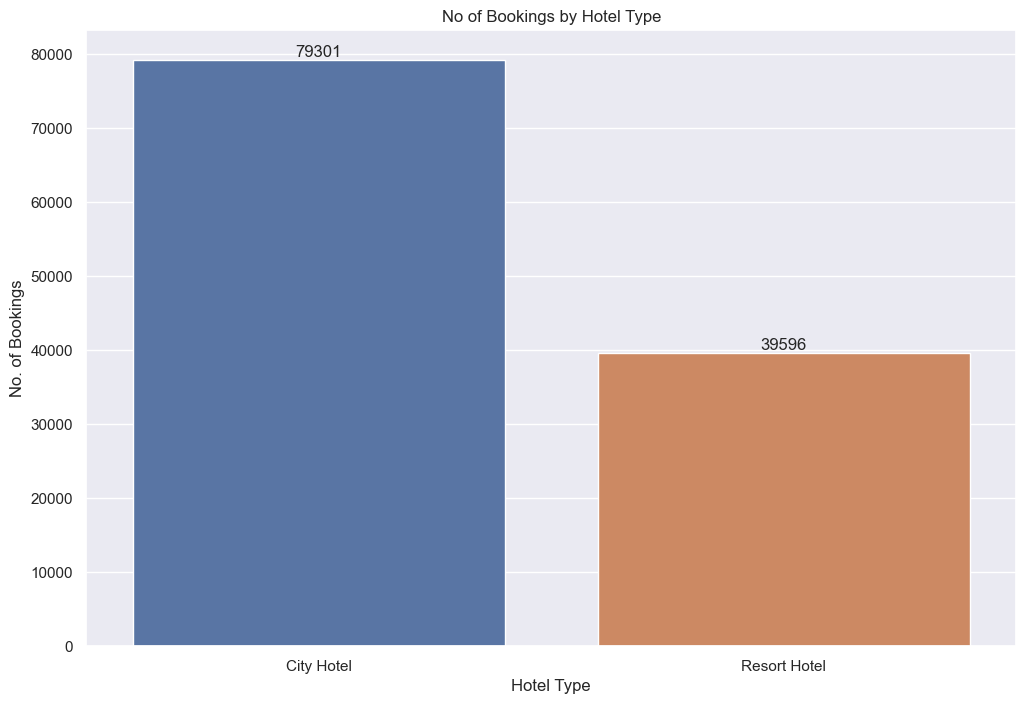 No of Bookings by Hotel Type
80000
70000
60000
50000
40000
30000
20000
10000
0
No. of Bookings
79301
39596
City Hotel
Resort Hotel
Hotel Type